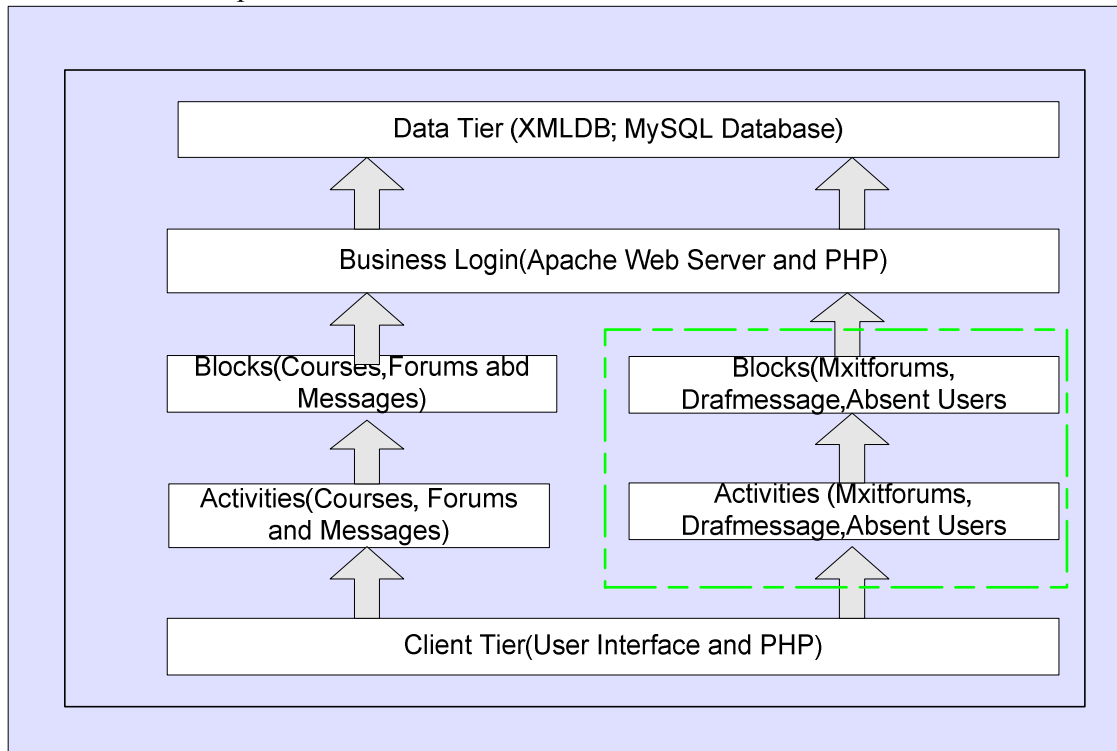 Data Tier (XMLDB; MySQL Database)
Business Login(Apache Web Server and PHP)
Blocks(Courses,Forums abd
Messages)
Blocks(Mxitforums,
Drafmessage,Absent Users
Activities(Courses, Forums
and Messages)
Activities (Mxitforums,
Drafmessage,Absent Users
Client Tier(User Interface and PHP)